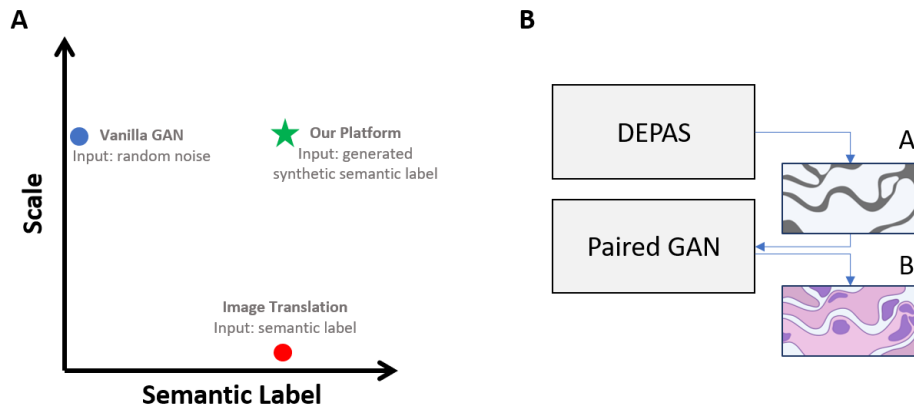 A
Scale
Vanilla GAN
Input: random noise
Our Platform
Input: generated
synthetic semantic label
Image Translation
Input: semantic label
Semantic Label
B
DEPAS
A
Paired GAN
B